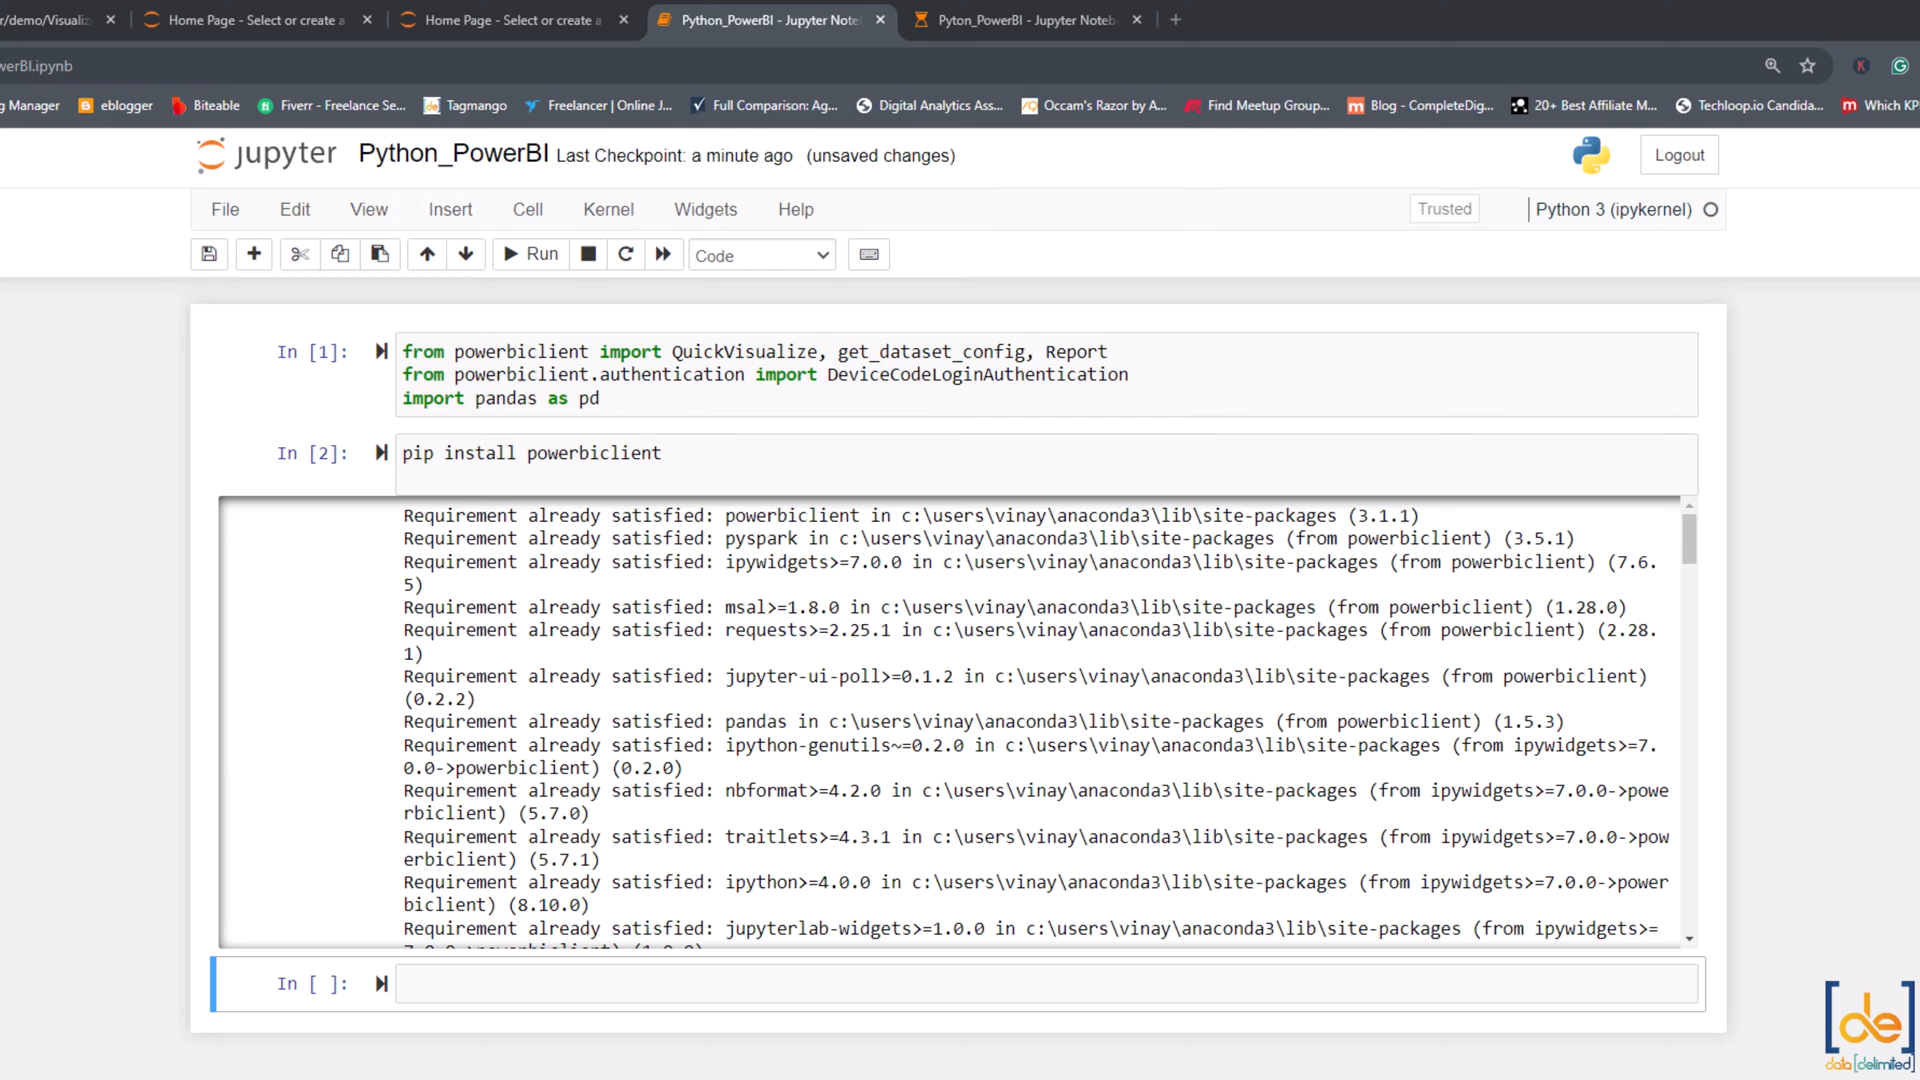 r/demo/Visualiz
Home Page - Select or create a
Home Page - Select or create a
Python_PowerBI - Jupyter Note
Pyton_PowerBI - Jupyter Noteb
werBI.ipynb
g Manager
eblogger
Biteable
Fiverr - Freelance Se...
Tagmango
Freelancer | Online J...
Full Comparison: Ag...
Digital Analytics Ass...
Occam's Razor by A...
Find Meetup Group...
Blog - CompleteDig...
20+ Best Affiliate M...
Techloop.io Candida...
Which KP
jupyter Python_PowerBI Last Checkpoint: a minute ago (unsaved changes)
Logout
File Edit View Insert Cell Kernel Widgets Help
Trusted
Python 3 (ipykernel)
Run
Code
In [1]: from powerbiclient import QuickVisualize, get_dataset_config, Report
from powerbiclient.authentication import DeviceCodeLoginAuthentication
import pandas as pd
In [2]: pip install powerbiclient
Requirement already satisfied: powerbiclient in c:\users\vinay\anaconda3\lib\site-packages (3.1.1)
Requirement already satisfied: pyspark in c:\users\vinay\anaconda3\lib\site-packages (from powerbiclient) (3.5.1)
Requirement already satisfied: ipywidgets>=7.0.0 in c:\users\vinay\anaconda3\lib\site-packages (from powerbiclient) (7.6.
5)
Requirement already satisfied: msal>=1.8.0 in c:\users\vinay\anaconda3\lib\site-packages (from powerbiclient) (1.28.0)
Requirement already satisfied: requests>=2.25.1 in c:\users\vinay\anaconda3\lib\site-packages (from powerbiclient) (2.28.
1)
Requirement already satisfied: jupyter-ui-poll>=0.1.2 in c:\users\vinay\anaconda3\lib\site-packages (from powerbiclient)
(0.2.2)
Requirement already satisfied: pandas in c:\users\vinay\anaconda3\lib\site-packages (from powerbiclient) (1.5.3)
Requirement already satisfied: ipython-genutils~=0.2.0 in c:\users\vinay\anaconda3\lib\site-packages (from ipywidgets>=7.
0.0->powerbiclient) (0.2.0)
Requirement already satisfied: nbformat>=4.2.0 in c:\users\vinay\anaconda3\lib\site-packages (from ipywidgets>=7.0.0->powe
rbiclient) (5.7.0)
Requirement already satisfied: traitlets>=4.3.1 in c:\users\vinay\anaconda3\lib\site-packages (from ipywidgets>=7.0.0->pow
erbiclient) (5.7.1)
Requirement already satisfied: ipython>=4.0.0 in c:\users\vinay\anaconda3\lib\site-packages (from ipywidgets>=7.0.0->power
biclient) (8.10.0)
Requirement already satisfied: jupyterlab-widgets>=1.0.0 in c:\users\vinay\anaconda3\lib\site-packages (from ipywidgets>=
In [ ]:
[de]
data [delimited]